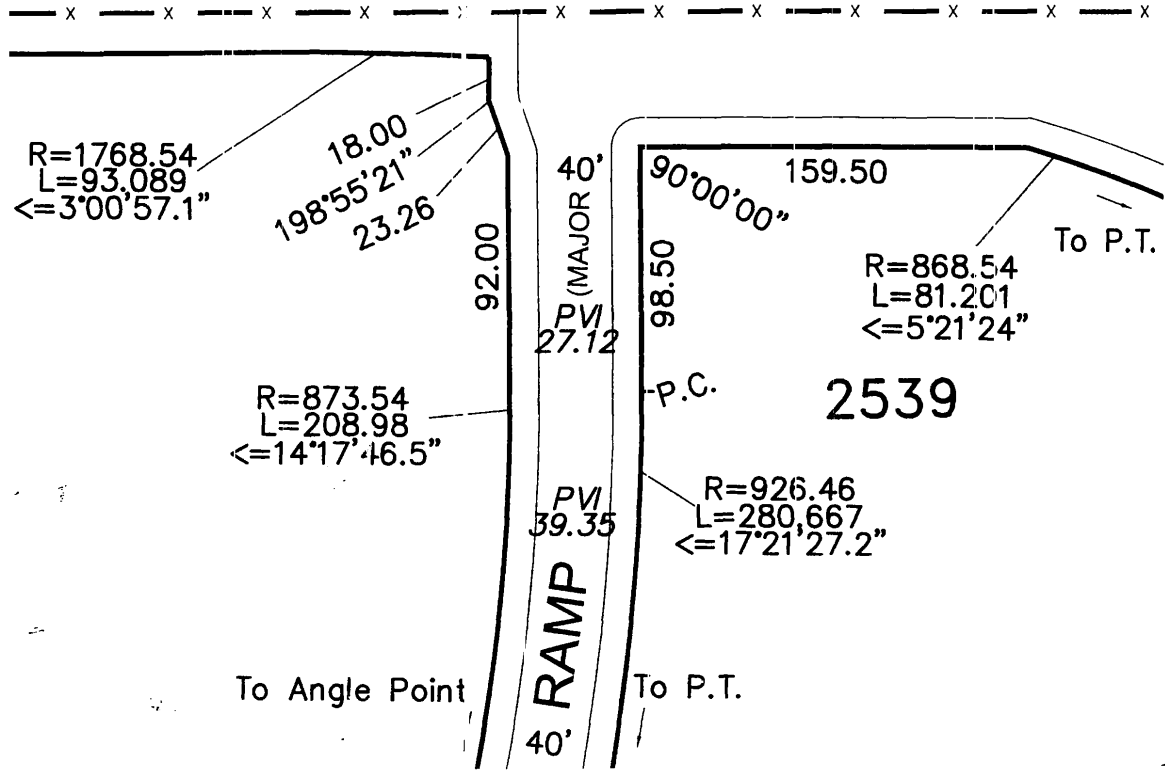 x x x x x x x x x x x x
R=1768.54
L=93.089
<=3°00'57.1"
18.00
198°55'21"
23.26
92.00
40'
(MAJOR
PVI
27.12
90°00'00"
159.50
98.50
To P.T.
R=868.54
L=81.201
<=5°21'24"
P.C.
2539
R=873.54
L=208.98
<=14°17'46.5"
PVI
39.35
R=926.46
L=280,667
<=17°21'27.2"
RAMP
To Angle Point
To P.T.
40'